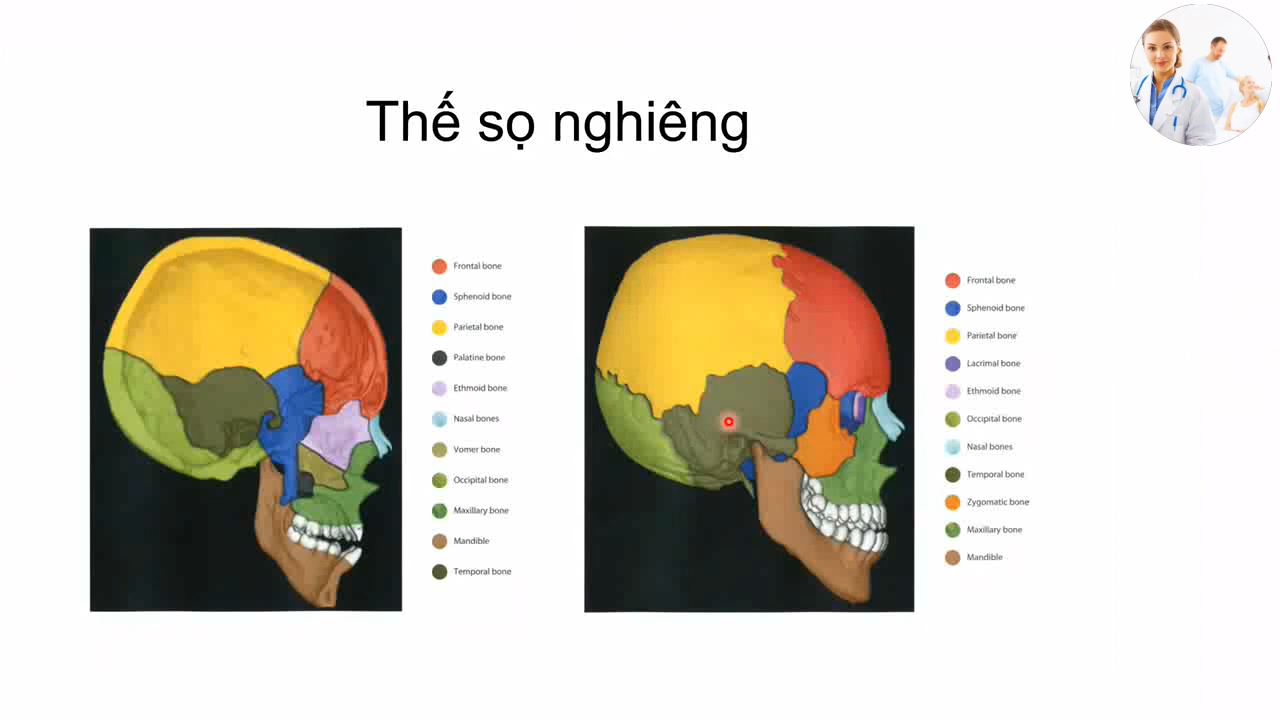 Thế sọ nghiêng
Frontal bone
Sphenoid bone
Parietal bone
Palatine bone
Ethmoid bone
Nasal bones
Vomer bone
Occipital bone
Maxillary bone
Mandible
Temporal bone
Frontal bone
Sphenoid bone
Parietal bone
Lacrimal bone
Ethmoid bone
Occipital bone
Nasal bones
Temporal bone
Zygomatic bone
Maxillary bone
Mandible